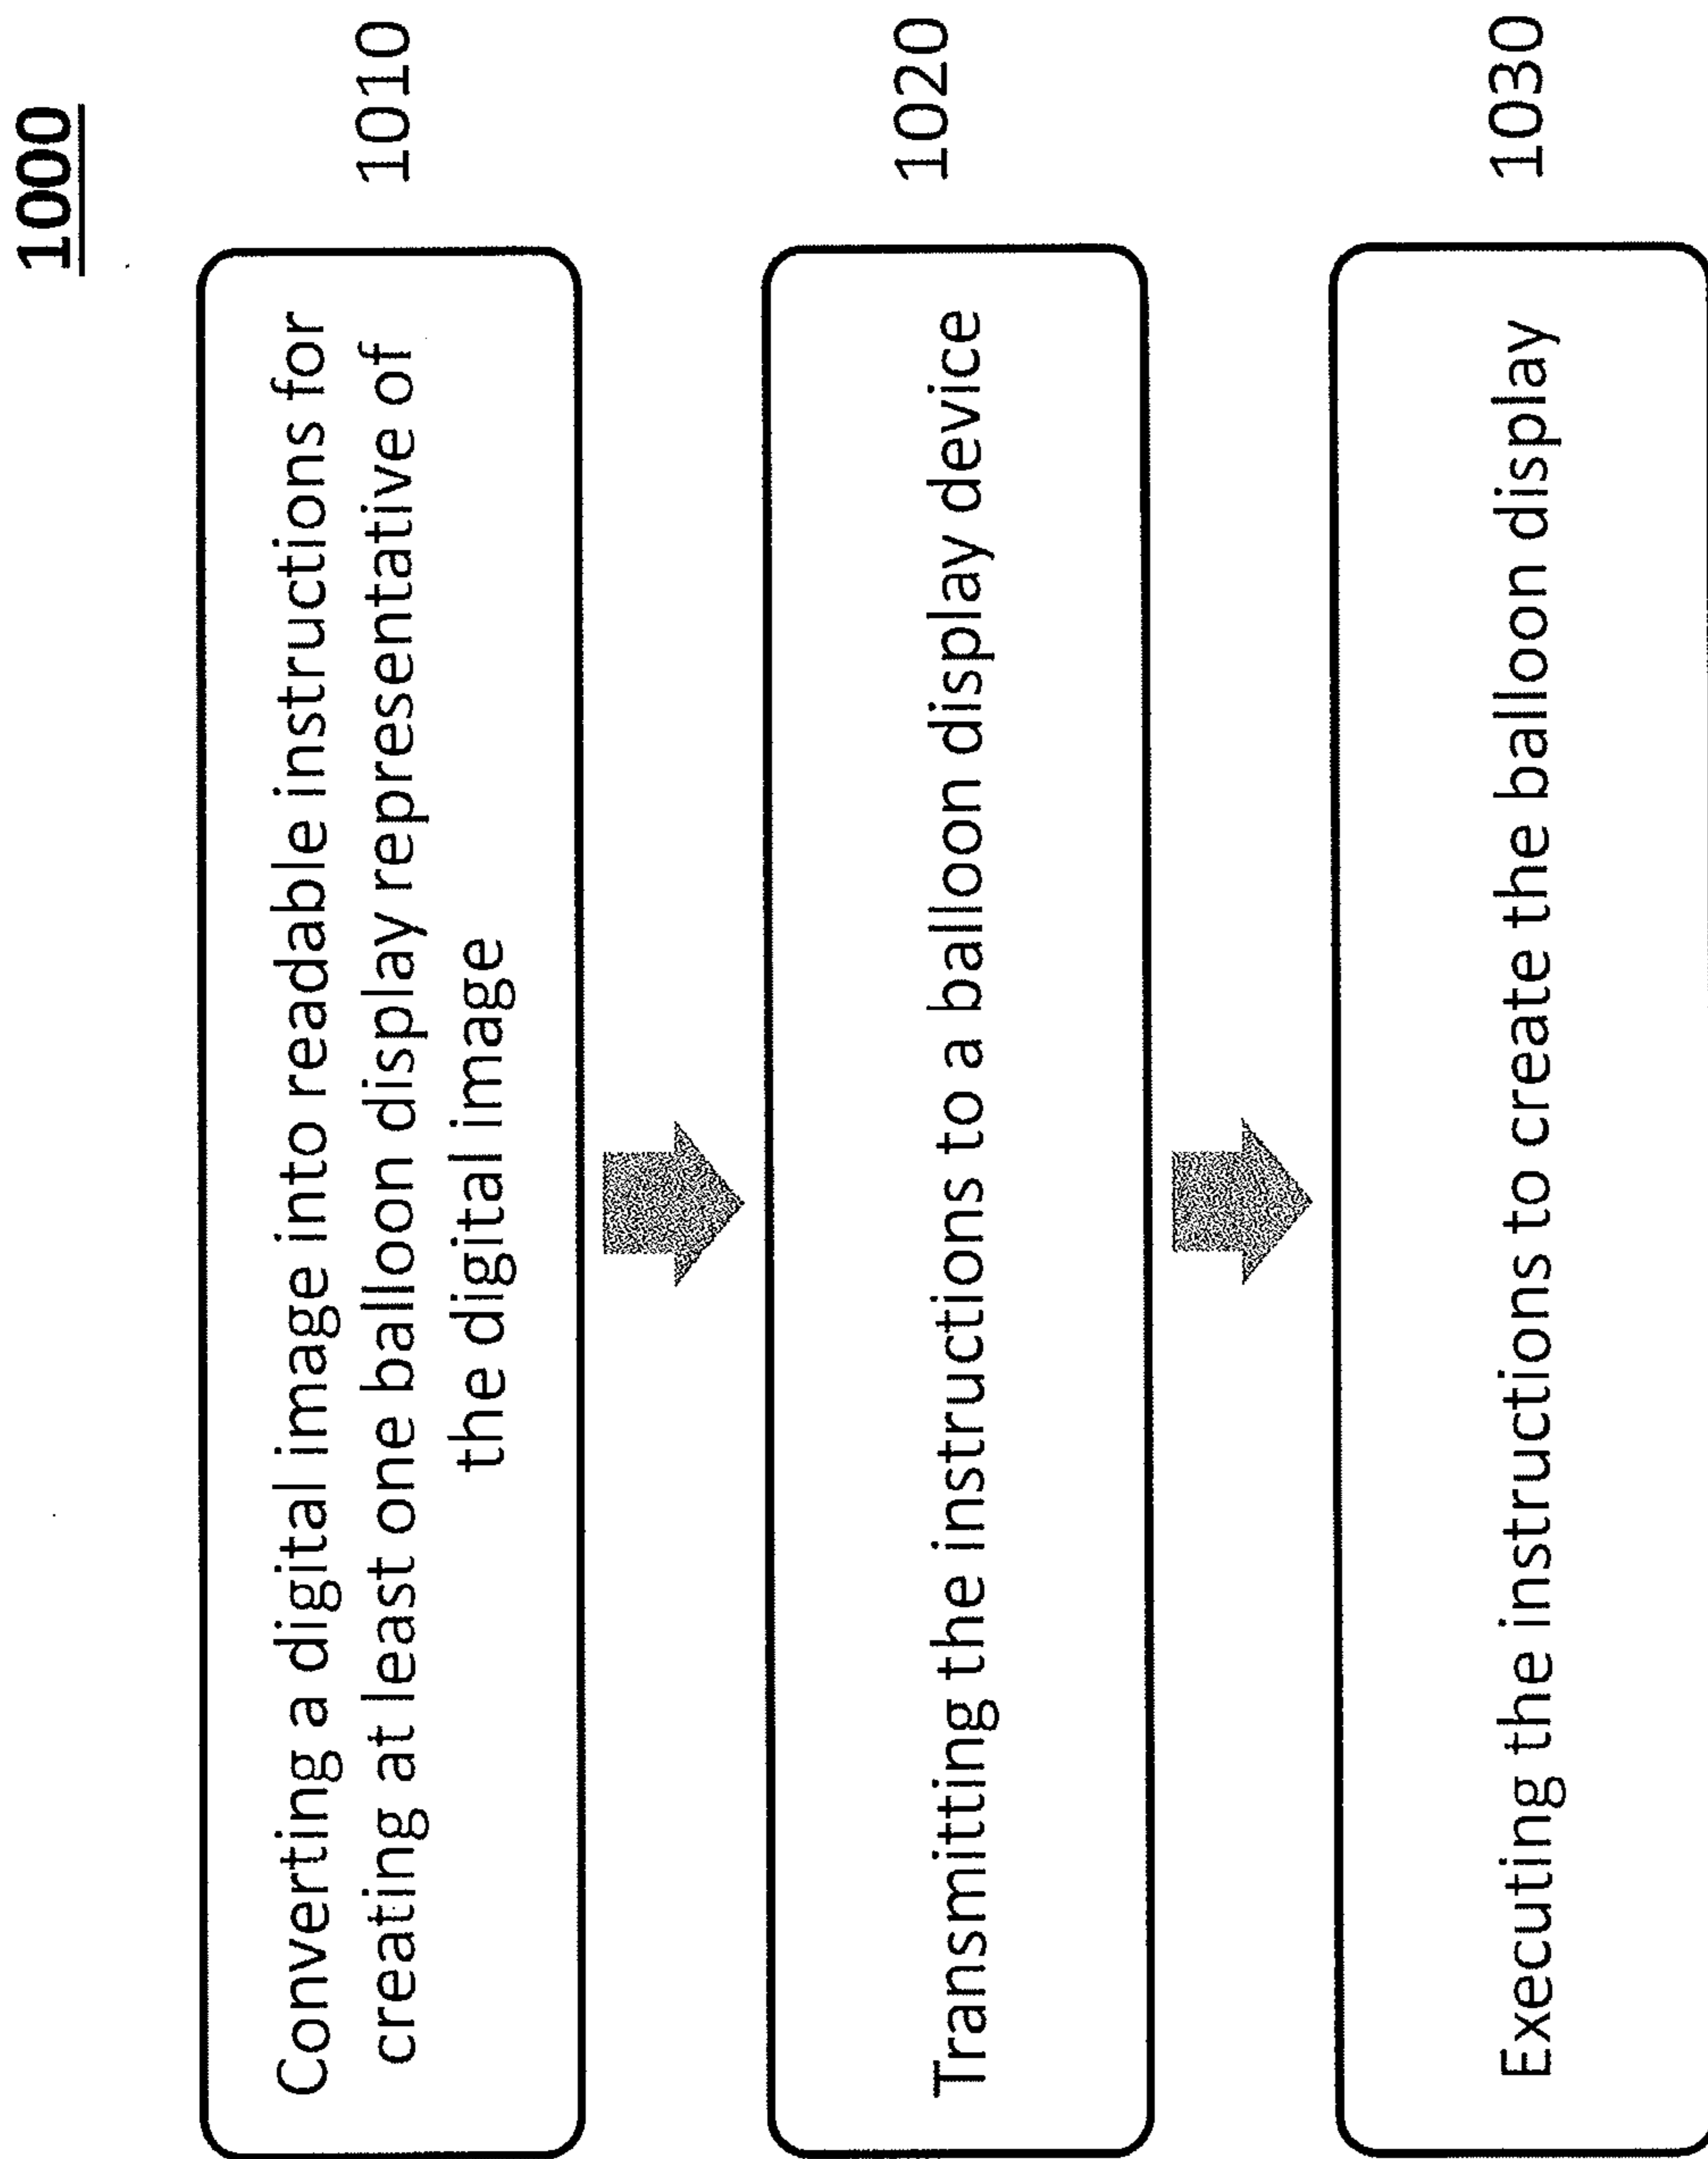 1000
Converting a digital image into readable instructions for
creating at least one balloon display representative of
the digital image
1010
Transmitting the instructions to a balloon display device
1020
Executing the instructions to create the balloon display
1030